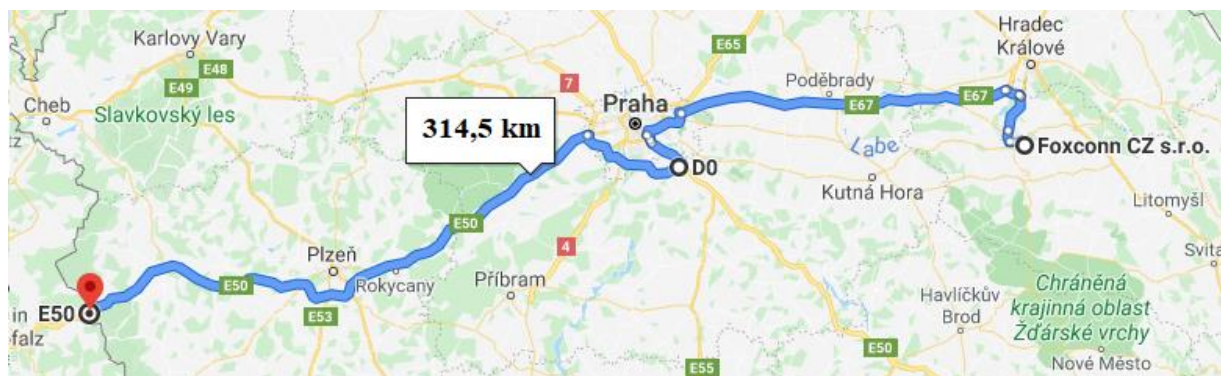 Hradec
Králové
Karlovy Vary
E48
E49
Cheb
Slavkovský les
7
E65
Poděbrady
E67
E67
Praha
314,5 km
Labe
Foxconn CZ s.r.o.
D0
Kutná Hora
Litomyšl
E50
Plzeň
Rokycany
4
Příbram
Svita
E50
E50
in
falz
E53
Havlíčkův
Brod
Chráněná
krajinná oblast
Žďárské vrchy
E50
E55
Nové Město